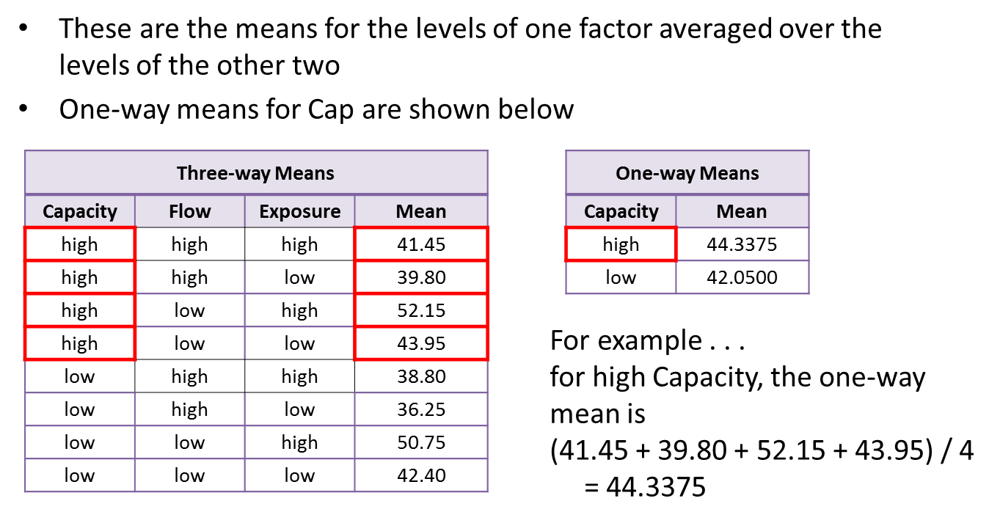 • These are the means for the levels of one factor averaged over the
levels of the other two
• One-way means for Cap are shown below
Three-way Means
Capacity Flow Exposure Mean
high high high 41.45
high high low 39.80
high low high 52.15
high low low 43.95
low high high 38.80
low high low 36.25
low low high 50.75
low low low 42.40
One-way Means
Capacity Mean
high 44.3375
low 42.0500
For example . . .
for high Capacity, the one-way
mean is
(41.45 + 39.80 + 52.15 + 43.95) / 4
= 44.3375